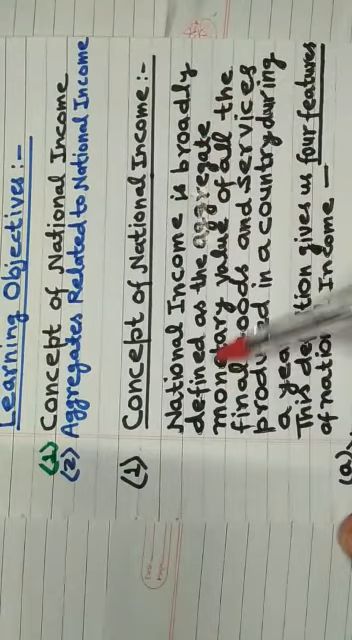 Learning Objectives :-
(1) Concept of National Income
(2) Aggregates Related to National Income
(1) Concept of National Income :-
National Income is broadly
defined as the aggregate
monetary value of all the
final goods and services
produced in a country during
a year
This definition gives us four features
of national Income -
(a)